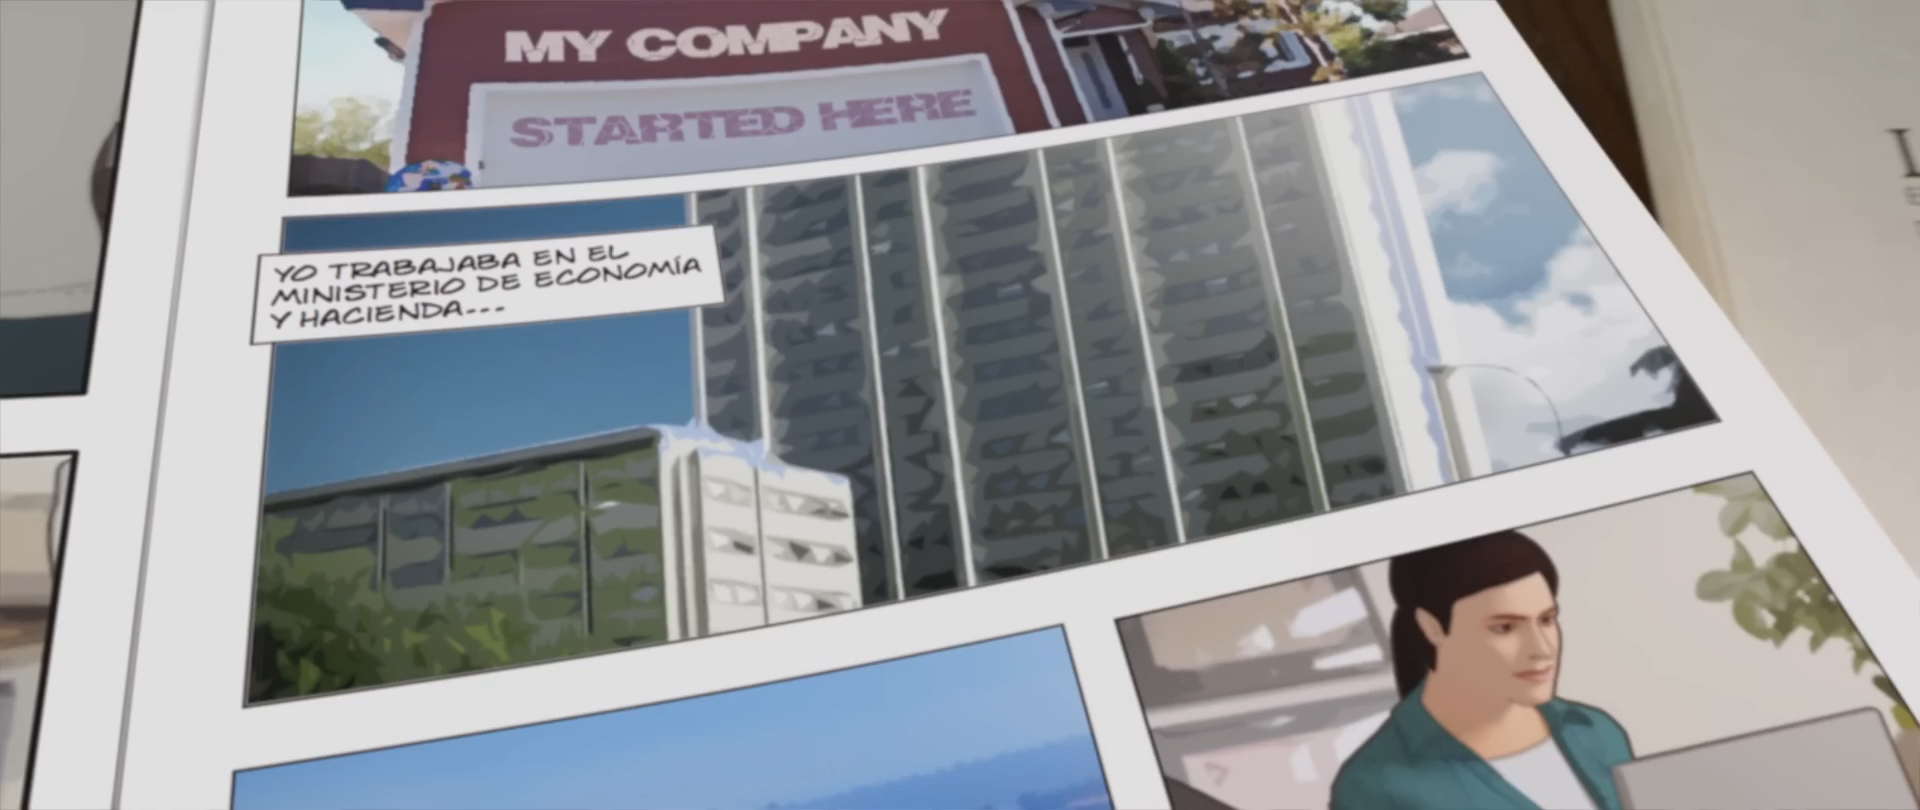 MY COMPANY
STARTED HERE
YO TRABAJABA EN EL
MINISTERIO DE ECONOMÍA
Y HACIENDA---